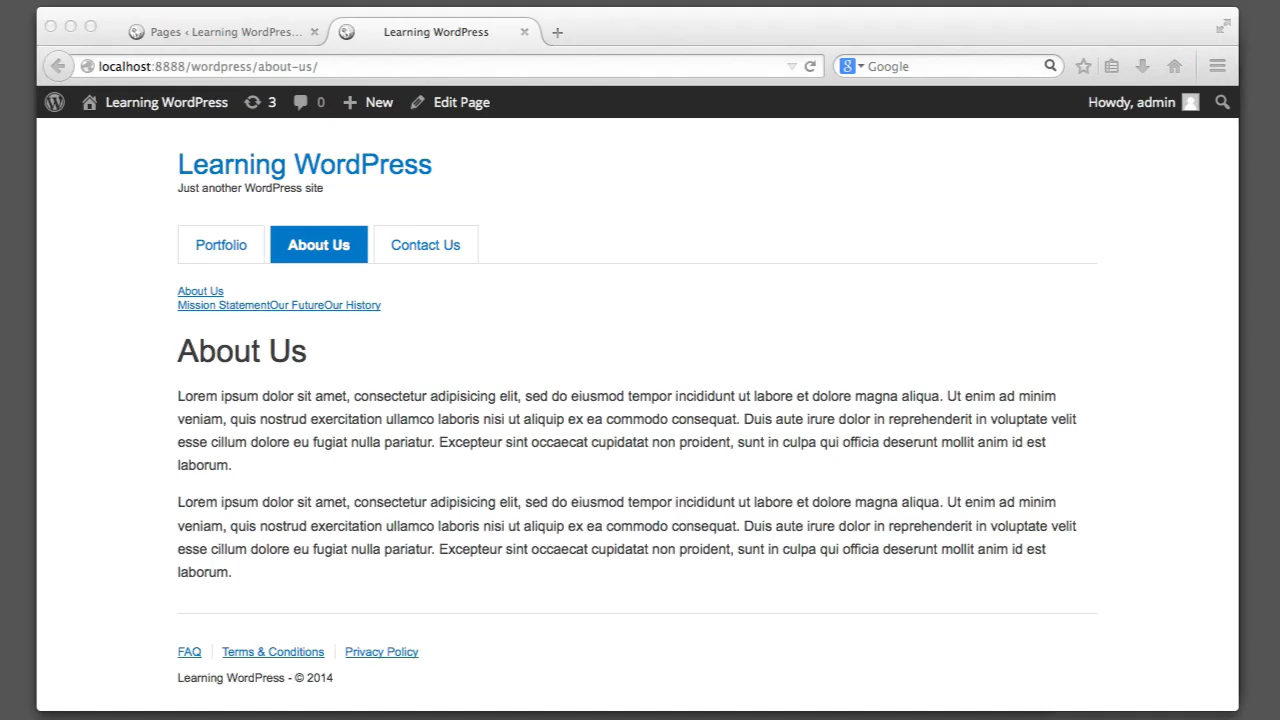 Pages ‹ Learning WordPres... Learning WordPress
localhost:8888/wordpress/about-us/ Google
Learning WordPress 3 0 New Edit Page Howdy, admin
Learning WordPress
Just another WordPress site
Portfolio About Us Contact Us
About Us
Mission StatementOur FutureOur History
About Us
Lorem ipsum dolor sit amet, consectetur adipisicing elit, sed do eiusmod tempor incididunt ut labore et dolore magna aliqua. Ut enim ad minim
veniam, quis nostrud exercitation ullamco laboris nisi ut aliquip ex ea commodo consequat. Duis aute irure dolor in reprehenderit in voluptate velit
esse cillum dolore eu fugiat nulla pariatur. Excepteur sint occaecat cupidatat non proident, sunt in culpa qui officia deserunt mollit anim id est
laborum.
Lorem ipsum dolor sit amet, consectetur adipisicing elit, sed do eiusmod tempor incididunt ut labore et dolore magna aliqua. Ut enim ad minim
veniam, quis nostrud exercitation ullamco laboris nisi ut aliquip ex ea commodo consequat. Duis aute irure dolor in reprehenderit in voluptate velit
esse cillum dolore eu fugiat nulla pariatur. Excepteur sint occaecat cupidatat non proident, sunt in culpa qui officia deserunt mollit anim id est
laborum.
FAQ Terms & Conditions Privacy Policy
Learning WordPress - © 2014